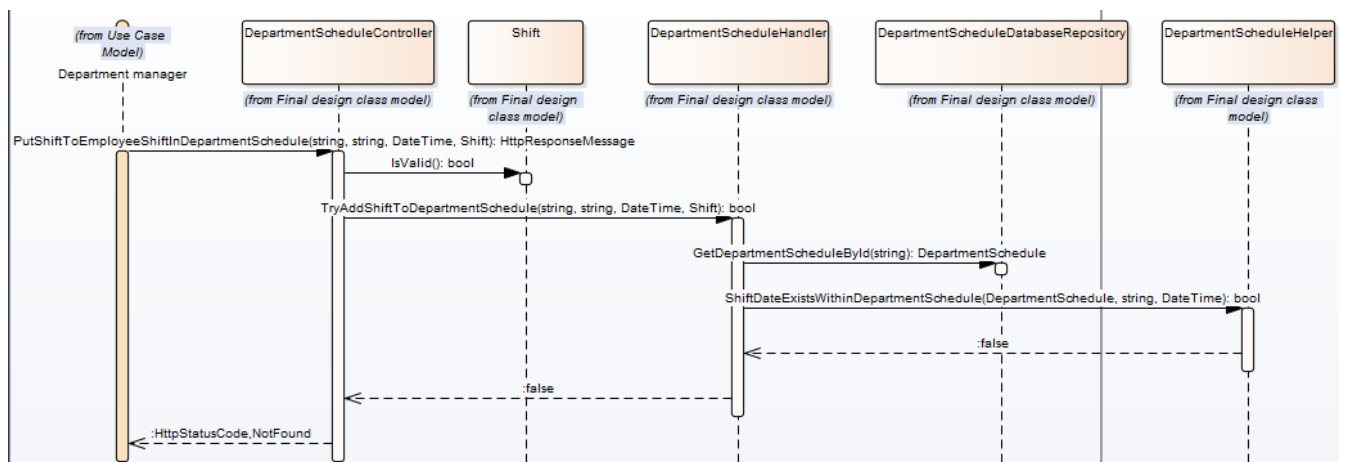 (from Use Case
Model)
Department manager
DepartmentScheduleController
(from Final design class model)
Shift
(from Final design
class model)
DepartmentScheduleHandler
(from Final design class model)
DepartmentScheduleDatabaseRepository
(from Final design class model)
DepartmentScheduleHelper
(from Final design class
model)
PutShiftToEmployeeShiftInDepartmentSchedule(string, string, DateTime, Shift): HttpResponseMessage
IsValid(): bool
TryAddShiftToDepartmentSchedule(string, string, DateTime, Shift): bool
GetDepartmentScheduleById(string): DepartmentSchedule
ShiftDateExistsWithinDepartmentSchedule(DepartmentSchedule, string, DateTime): bool
:false
:false
:HttpStatusCode,NotFound